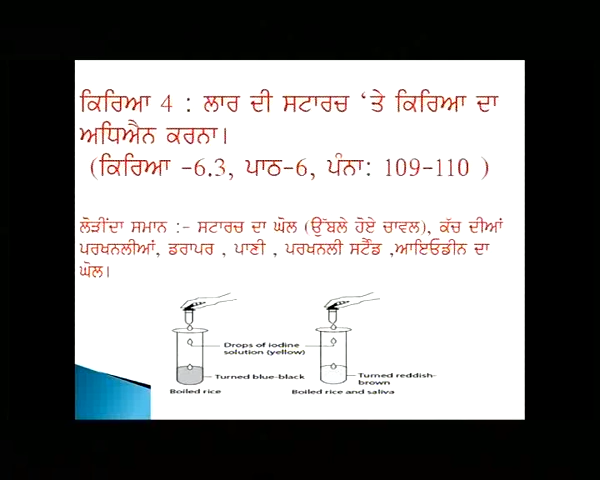 ਕਿਰਿਆ 4 : ਲਾਰ ਦੀ ਸਟਾਰਚ ‘ਤੇ ਕਿਰਿਆ ਦਾ
ਅਧਿਐਨ ਕਰਨਾ।
(ਕਿਰਿਆ -6.3, ਪਾਠ-6, ਪੰਨਾ: 109-110 )
ਲੋੜੀਂਦਾ ਸਮਾਨ :- ਸਟਾਰਚ ਦਾ ਘੋਲ (ਉੱਬਲੇ ਹੋਏ ਚਾਵਲ), ਕੱਚ ਦੀਆਂ
ਪਰਖਨਲੀਆਂ, ਡਰਾਪਰ , ਪਾਣੀ , ਪਰਖਨਲੀ ਸਟੈਂਡ ,ਆਇਓਡੀਨ ਦਾ
ਘੋਲ।
Drops of iodine
solution (yellow)
Turned blue-black
Boiled rice
Turned reddish-
brown
Boiled rice and saliva